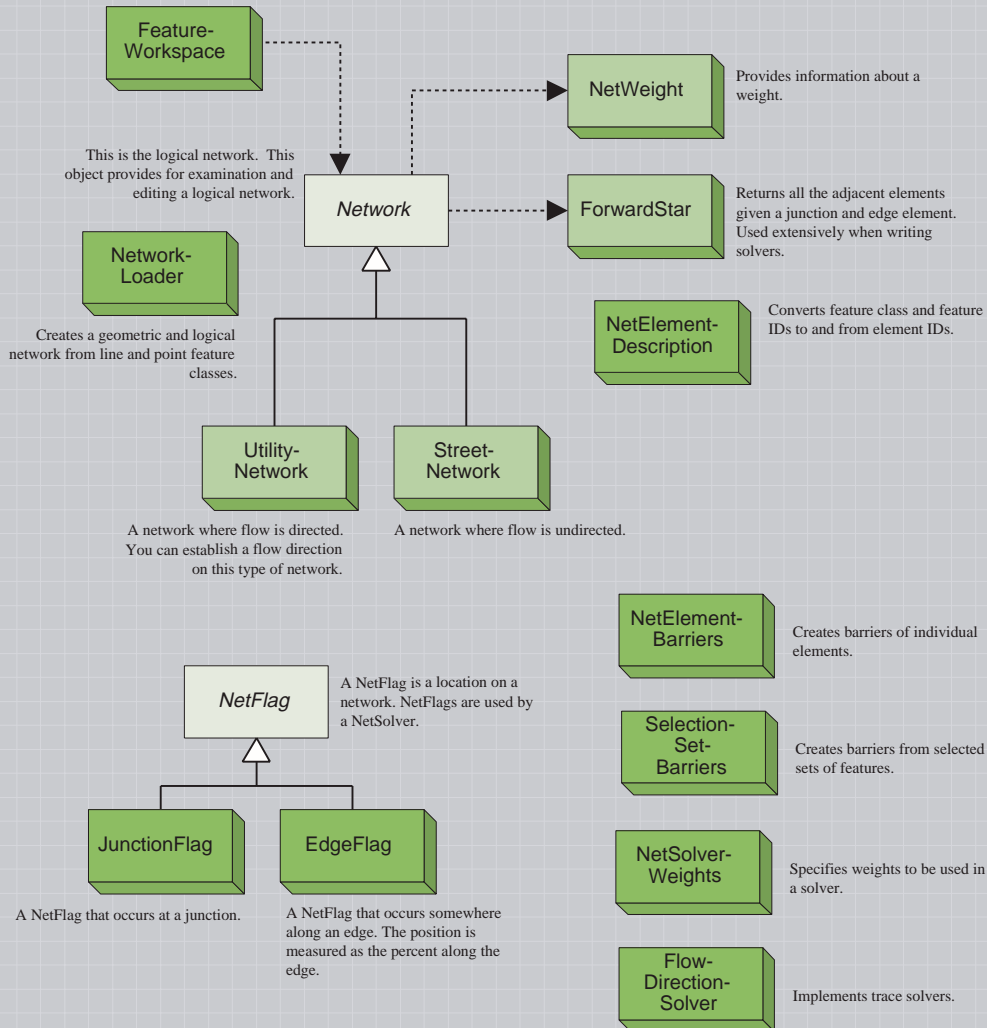 Feature-
Workspace
NetWeight
Provides information about a
weight.
This is the logical network. This
object provides for examination and
editing a logical network.
Network
ForwardStar
Returns all the adjacent elements
given a junction and edge element.
Used extensively when writing
solvers.
Network-
Loader
Creates a geometric and logical
network from line and point feature
classes.
NetElement-
Description
Converts feature class and feature
IDs to and from element IDs.
Utility-
Network
Street-
Network
A network where flow is directed.
You can establish a flow direction
on this type of network.
A network where flow is undirected.
NetElement-
Barriers
Creates barriers of individual
elements.
NetFlag
A NetFlag is a location on a
network. NetFlags are used by
a NetSolver.
Selection-
Set-
Barriers
Creates barriers from selected
sets of features.
JunctionFlag
EdgeFlag
A NetFlag that occurs at a junction.
A NetFlag that occurs somewhere
along an edge. The position is
measured as the percent along the
edge.
NetSolver-
Weights
Specifies weights to be used in
a solver.
Flow-
Direction-
Solver
Implements trace solvers.